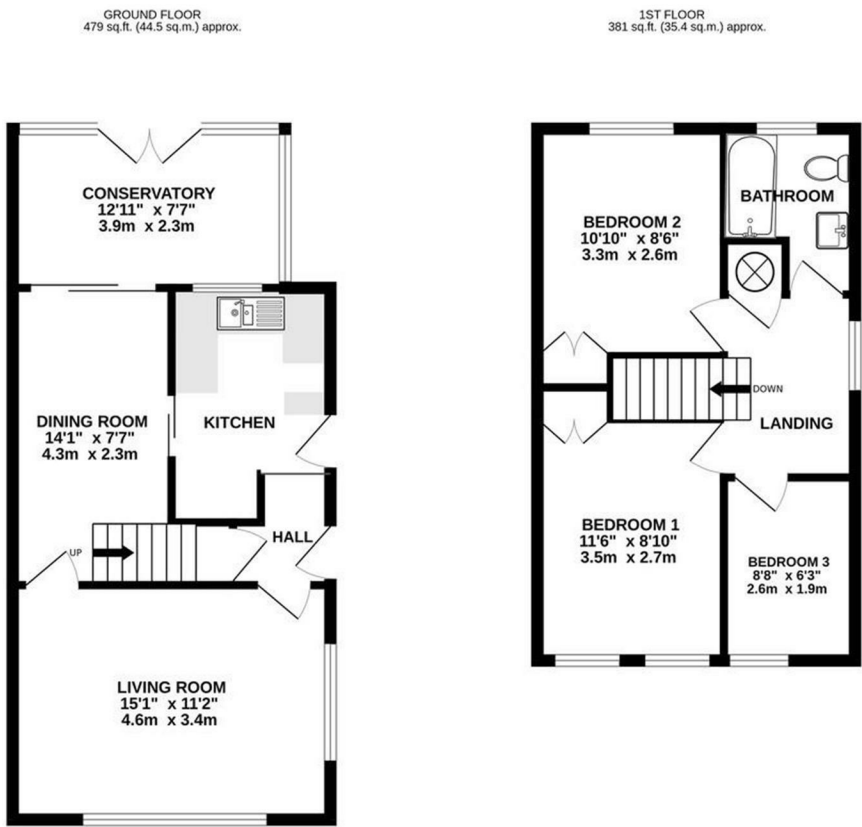 GROUND FLOOR
479 sq.ft. (44.5 sq.m.) approx.
1ST FLOOR
381 sq.ft. (35.4 sq.m.) approx.
CONSERVATORY
12'11" x 7'7"
3.9m x 2.3m
DINING ROOM
14'1" x 7'7"
4.3m x 2.3m
KITCHEN
HALL
UP
LIVING ROOM
15'1" x 11'2"
4.6m x 3.4m
BEDROOM 2
10'10" x 8'6"
3.3m x 2.6m
BATHROOM
DOWN
LANDING
BEDROOM 1
11'6" x 8'10"
3.5m x 2.7m
BEDROOM 3
8'8" x 6'3"
2.6m x 1.9m